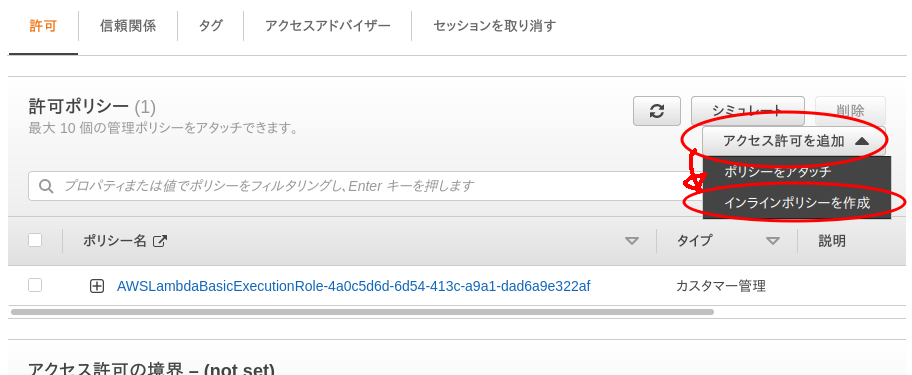 許可 信頼関係 タグ アクセスアドバイザー セッションを取り消す
許可ポリシー (1)
最大 10 個の管理ポリシーをアタッチできます。
シミュレート 削除
アクセス許可を追加
ポリシーをアタッチ
インラインポリシーを作成
プロパティまたは値でポリシーをフィルタリングし、Enter キーを押します
ポリシー名 タイプ 説明
AWSLambdaBasicExecutionRole-4a0c5d6d-6d54-413c-a9a1-dad6a9e322af カスタマー管理
アクセス許可の境界 – (not set)